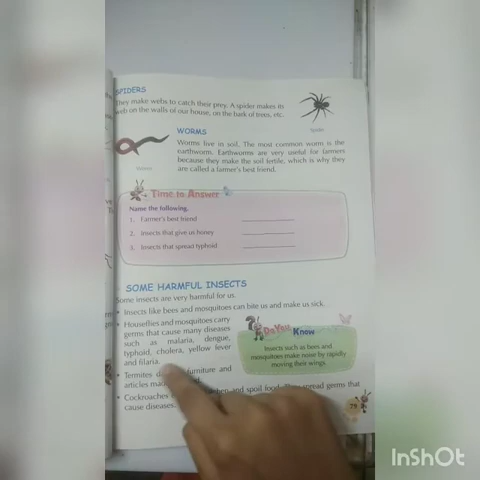 SPIDERS
They make webs to catch their prey. A spider makes its
web on the walls of our house, on the bark of trees, etc.
Spider
WORMS
Worms live in soil. The most common worm is the
earthworm. Earthworms are very useful for farmers
because they make the soil fertile, which is why they
are called a farmer's best friend.
Time to Answer
Name the following.
1. Farmer's best friend
2. Insects that give us honey
3. Insects that spread typhoid
SOME HARMFUL INSECTS
Some insects are very harmful for us.
• Insects like bees and mosquitoes can bite us and make us sick.
• Houseflies and mosquitoes carry
germs that cause many diseases
such as malaria, dengue,
typhoid, cholera, yellow fever
and filaria.
Do You Know
Insects such as bees and
mosquitoes make noise by rapidly
moving their wings.
• Termites furniture and
articles
• Cockroaches and spoil food. They spread germs that
cause diseases.
79
InShOt